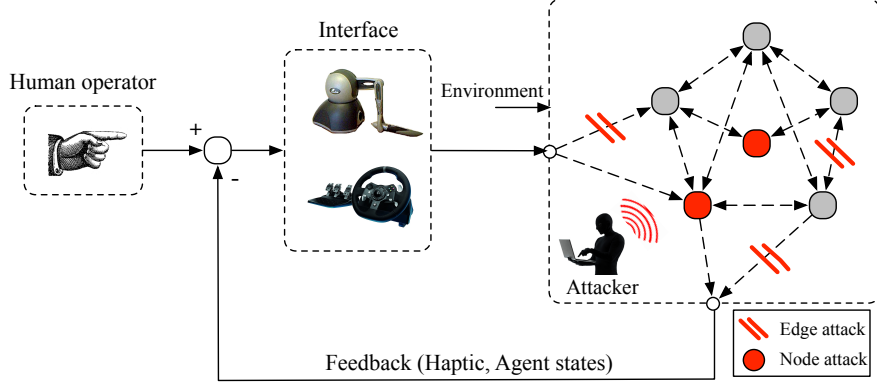 Interface
Human operator
Environment
+
-
Attacker
Feedback (Haptic, Agent states)
Edge attack
Node attack